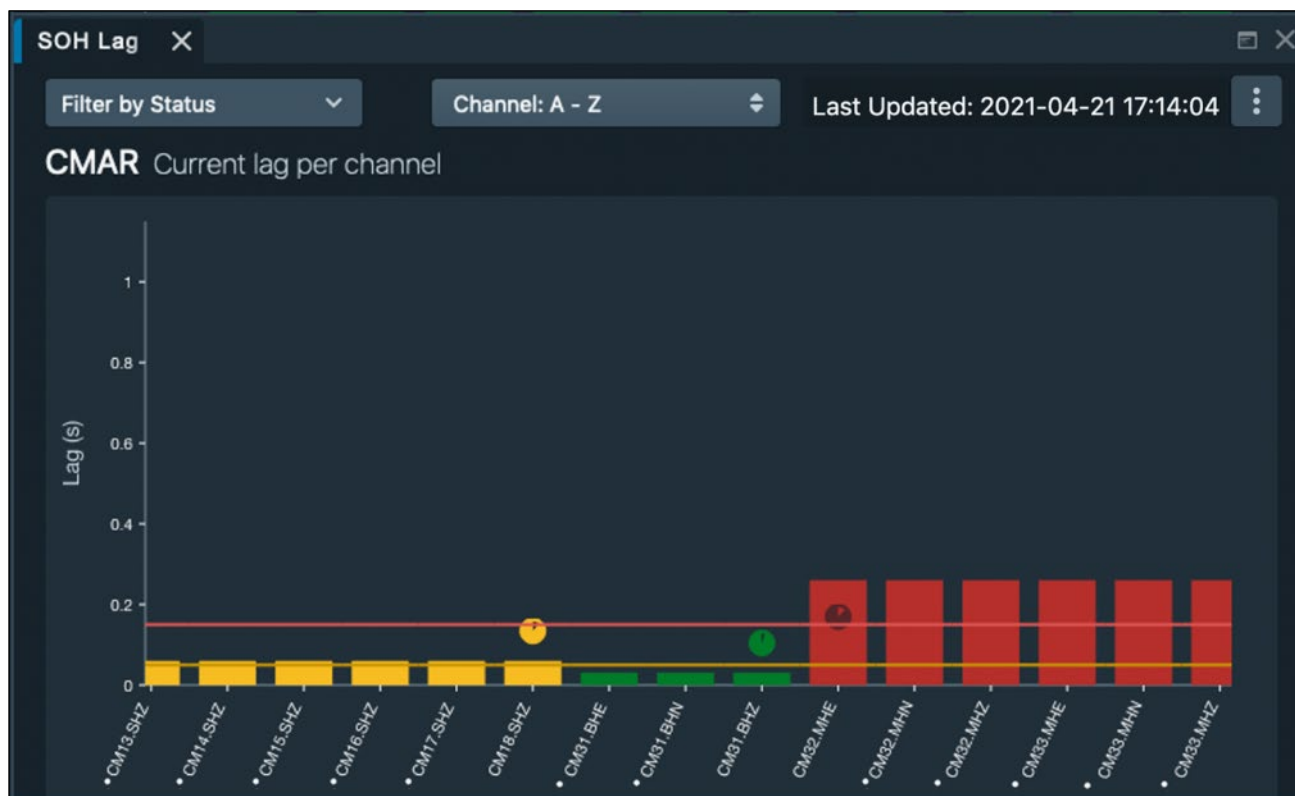 SOH Lag
Filter by Status
Channel: A - Z
Last Updated: 2021-04-21 17:14:04
CMAR Current lag per channel
Lag (s)
1
0.8
0.6
0.4
0.2
0
• CM13.SHZ
• CM14.SHZ
• CM15.SHZ
• CM16.SHZ
• CM17.SHZ
CM18.SHZ
• CM31.BHE
• CM31.BHN
CM31.BHZ
CM32.MHE
• CM32.MHN
• CM32.MHZ
• CM33.MHE
• CM33.MHN
• CM33.MHZ